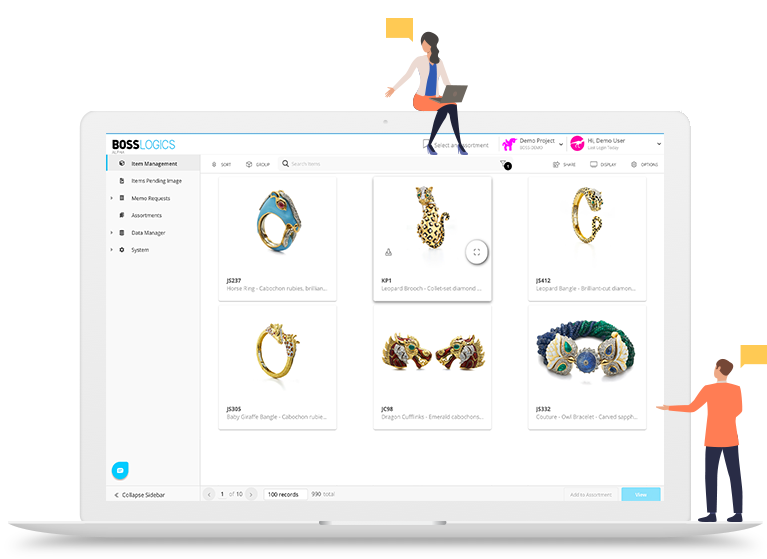 BOSSLOGICS
Select an assortment
Demo Project
BOSS DEMO
Hi, Demo User
Last Login Today
Item Management
SORT
GROUP
Search items
SHARE
DISPLAY
OPTIONS
Items Pending Image
Memo Requests
Assortments
Data Manager
System
JS237
Horse Ring - Cabochon rubies, brillian...
KP1
Leopard Brooch - Collet-set diamond ...
JS412
Leopard Bangle - Brilliant-cut diamon...
JS305
Baby Giraffe Bangle - Cabochon rubie...
JC98
Dragon Cufflinks - Emerald cabochons...
JS332
Couture - Owl Bracelet - Carved sapph...
Collapse Sidebar
1 of 10
100 records
990 total
Add to Assortment
View